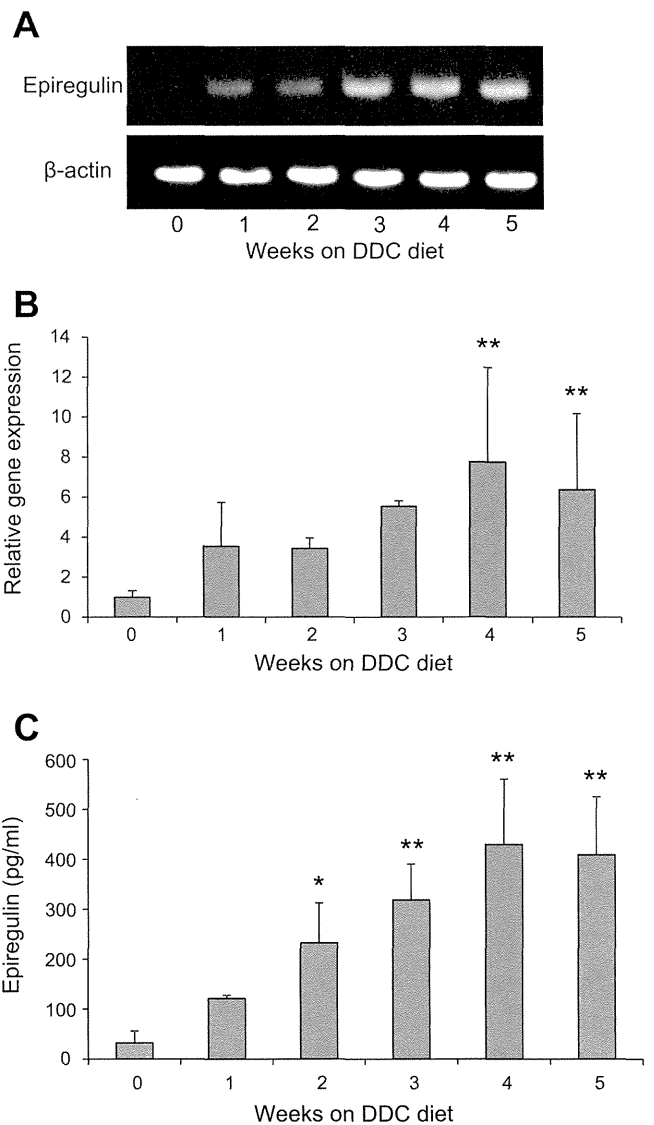 A
Epiregulin
β-actin
0 1 2 3 4 5
Weeks on DDC diet
B
Relative gene expression
14
12
10
8
6
4
2
0
** **
0 1 2 3 4 5
Weeks on DDC diet
C
Epiregulin (pg/ml)
600
500
400
300
200
100
0
* ** ** **
0 1 2 3 4 5
Weeks on DDC diet